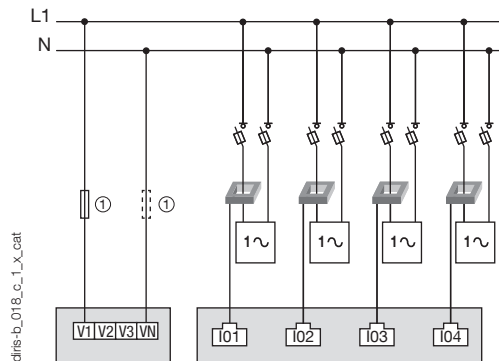 L1
N
① ①
1∿ 1∿ 1∿ 1∿
V1 V2 V3 VN
I01 I02 I03 I04
diris-b_018_c_1_x_cat